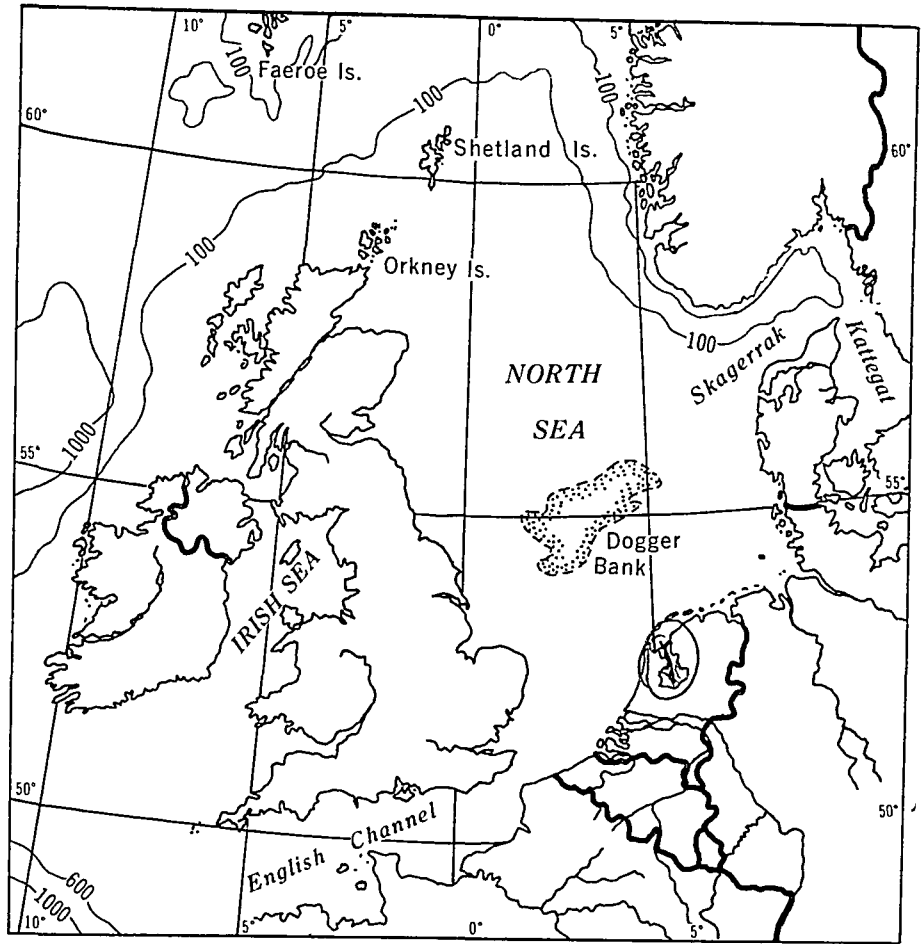 10°
5°
0°
5°
100
Faeroe Is.
100
100
60°
Shetland Is.
60°
100
Orkney Is.
100
Skagerrak
Kattegat
NORTH
SEA
1000
55°
55°
Dogger
Bank
IRISH SEA
50°
50°
English Channel
600
1000
10°
5°
0°
5°